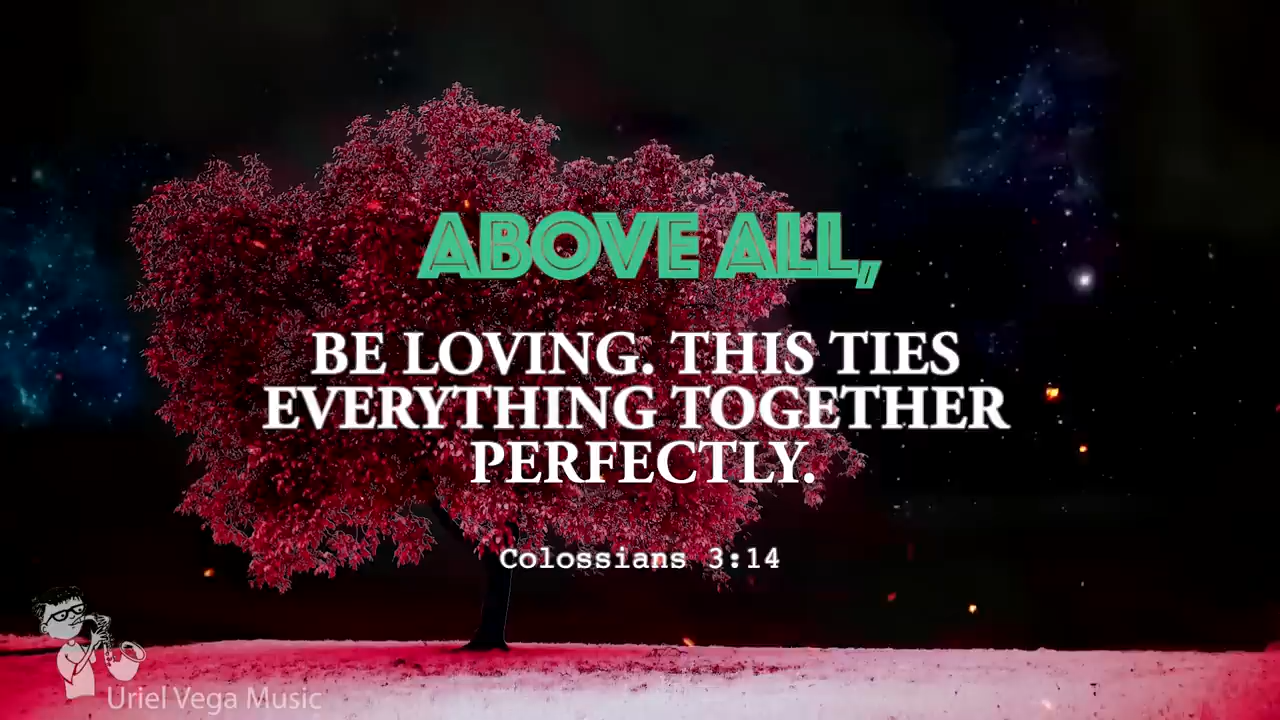 ABOVE ALL,
BE LOVING. THIS TIES
EVERYTHING TOGETHER
PERFECTLY.
Colossians 3:14
Uriel Vega Music